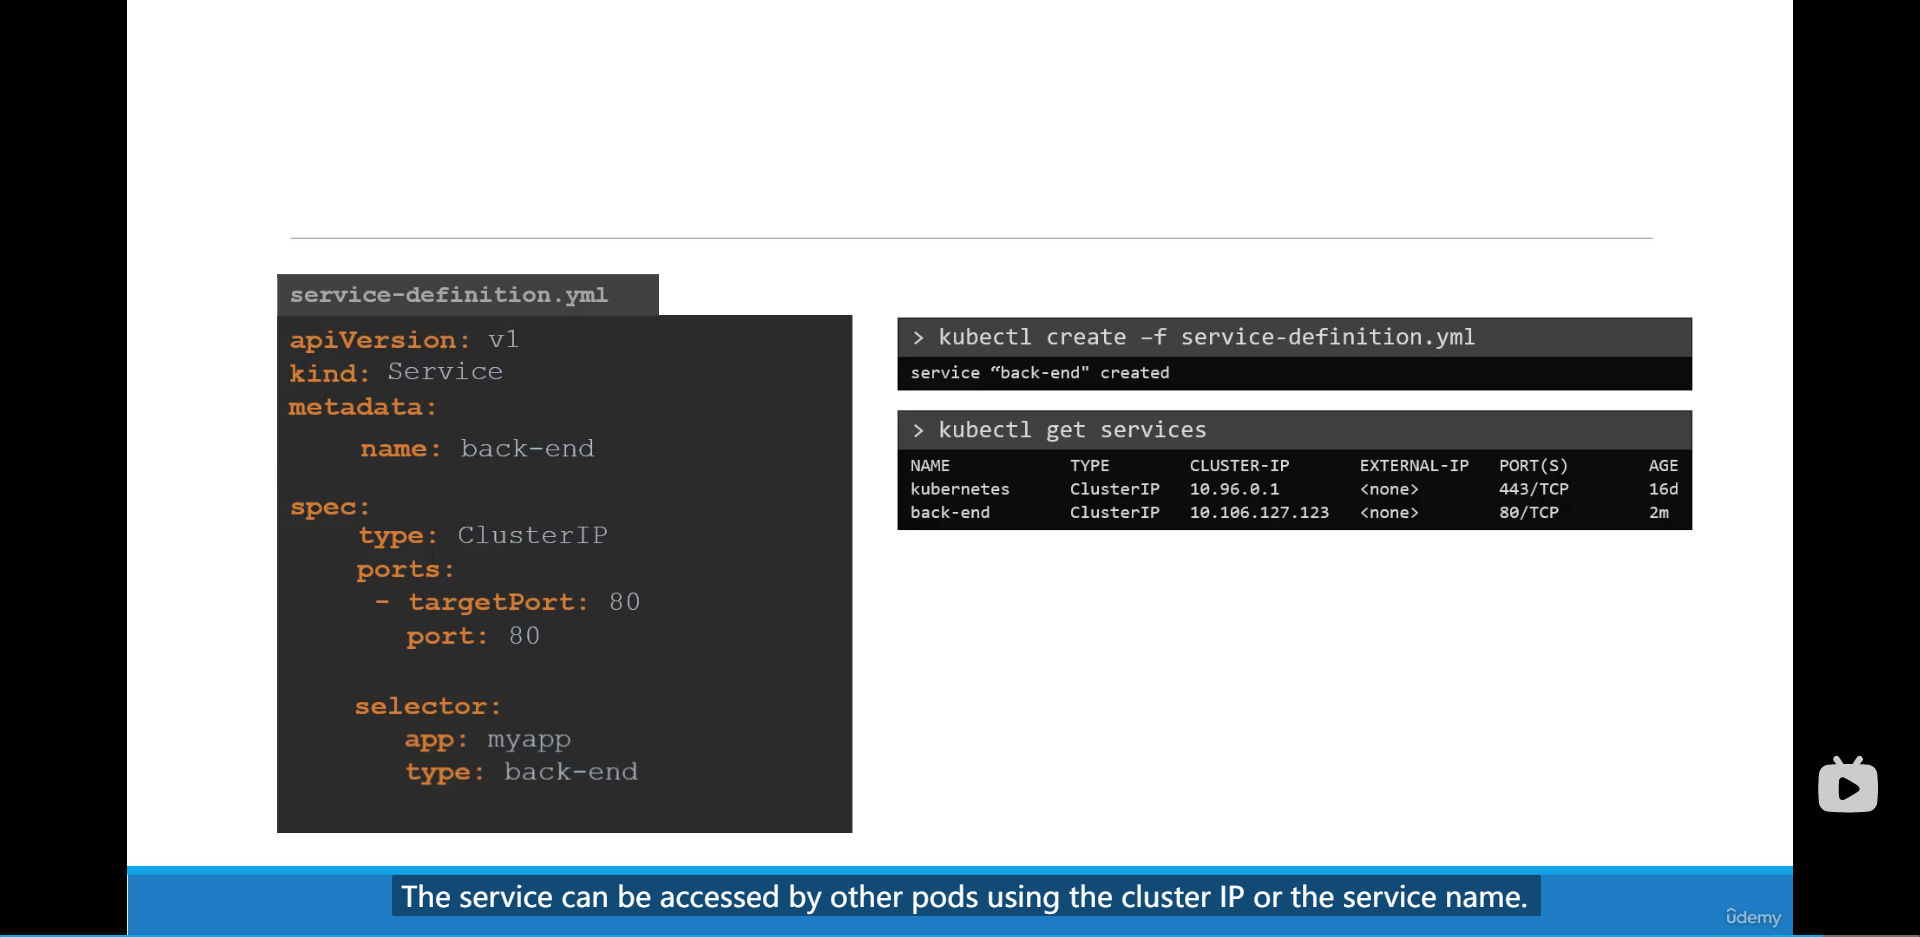 service-definition.yml
apiVersion: v1
kind: Service
metadata:
name: back-end
spec:
type: ClusterIP
ports:
- targetPort: 80
port: 80
selector:
app: myapp
type: back-end
> kubectl create –f service-definition.yml
service “back-end" created
> kubectl get services
NAME TYPE CLUSTER-IP EXTERNAL-IP PORT(S) AGE
kubernetes ClusterIP 10.96.0.1 <none> 443/TCP 16d
back-end ClusterIP 10.106.127.123 <none> 80/TCP 2m
The service can be accessed by other pods using the cluster IP or the service name.
ûdemy